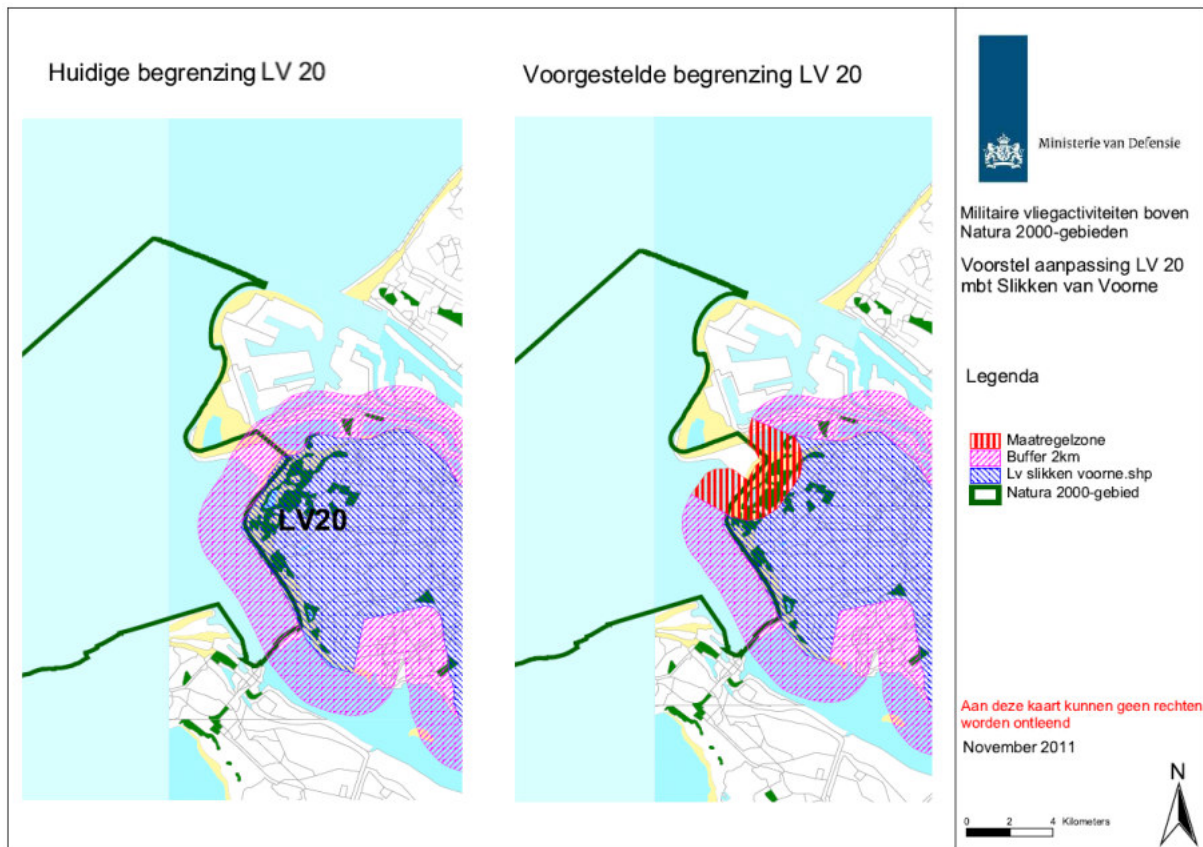 Huidige begrenzing LV 20
Voorgestelde begrenzing LV 20
LV20
Ministerie van Defensie
Militaire vliegactiviteiten boven
Natura 2000-gebieden
Voorstel aanpassing LV 20
mbt Slikken van Voorne
Legenda
Maatregelzone
Buffer 2km
Lv slikken voorne.shp
Natura 2000-gebied
Aan deze kaart kunnen geen rechten
worden ontleend
November 2011
N
0 2 4 Kilometers